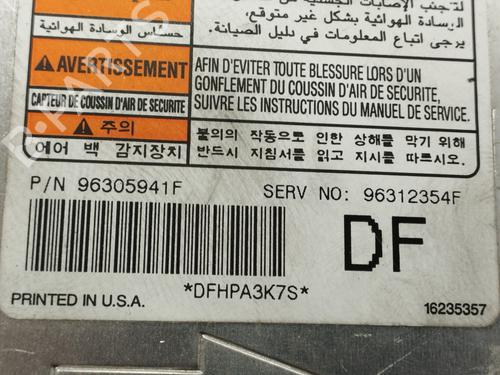 لتجنب الإصابات الجسمية
الوسادة الهوائية بشكل غير متوقع،
يرجى اتباع المعلومات في دليل الصيانة.
حساس الوسادة الهوائية
AVERTISSEMENT
CAPTEUR DE COUSSIN D'AIR DE SECURITE
AFIN D'EVITER TOUTE BLESSURE LORS D'UN
GONFLEMENT DU COUSSIN D'AIR DE SECURITE,
SUIVRE LES INSTRUCTIONS DU MANUEL DE SERVICE.
주의
에어 백 감지장치
불의의 작동으로 인한 상해를 막기 위해
반드시 지침서를 읽고 지시를 따르시오.
P/N 96305941F
SERV NO: 96312354F
DF
*DFHPA3K7S*
PRINTED IN U.S.A.
16235357